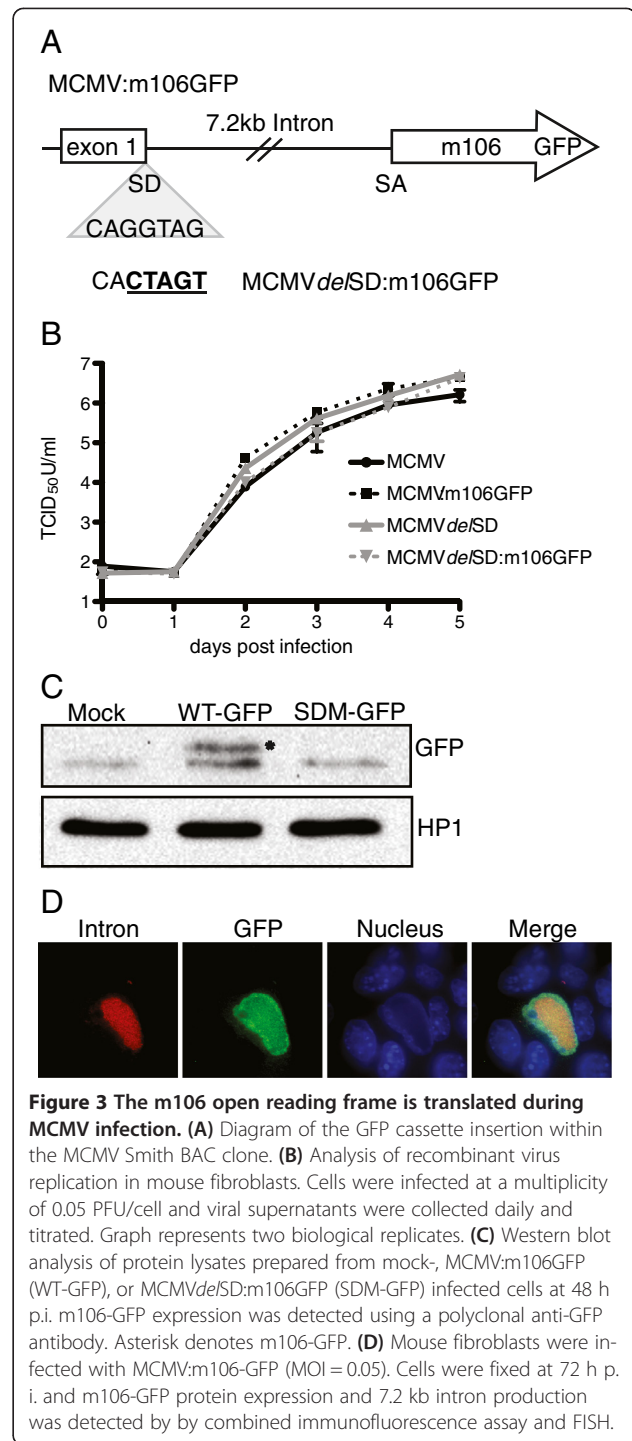 A
MCMV:m106GFP
7.2kb Intron
exon 1
m106
GFP
SD
SA
CAGGTAG
CACTAGT MCMVdelSD:m106GFP
B
7
6
5
4
3
2
1
TCID50 U/ml
MCMV
MCMV:m106GFP
MCMVdelSD
MCMVdelSD:m106GFP
0 1 2 3 4 5
days post infection
C
Mock WT-GFP SDM-GFP
* GFP
HP1
D
Intron GFP Nucleus Merge
Figure 3 The m106 open reading frame is translated during
MCMV infection. (A) Diagram of the GFP cassette insertion within
the MCMV Smith BAC clone. (B) Analysis of recombinant virus
replication in mouse fibroblasts. Cells were infected at a multiplicity
of 0.05 PFU/cell and viral supernatants were collected daily and
titrated. Graph represents two biological replicates. (C) Western blot
analysis of protein lysates prepared from mock-, MCMV:m106GFP
(WT-GFP), or MCMVdelSD:m106GFP (SDM-GFP) infected cells at 48 h
p.i. m106-GFP expression was detected using a polyclonal anti-GFP
antibody. Asterisk denotes m106-GFP. (D) Mouse fibroblasts were in-
fected with MCMV:m106-GFP (MOI = 0.05). Cells were fixed at 72 h p.
i. and m106-GFP protein expression and 7.2 kb intron production
was detected by by combined immunofluorescence assay and FISH.